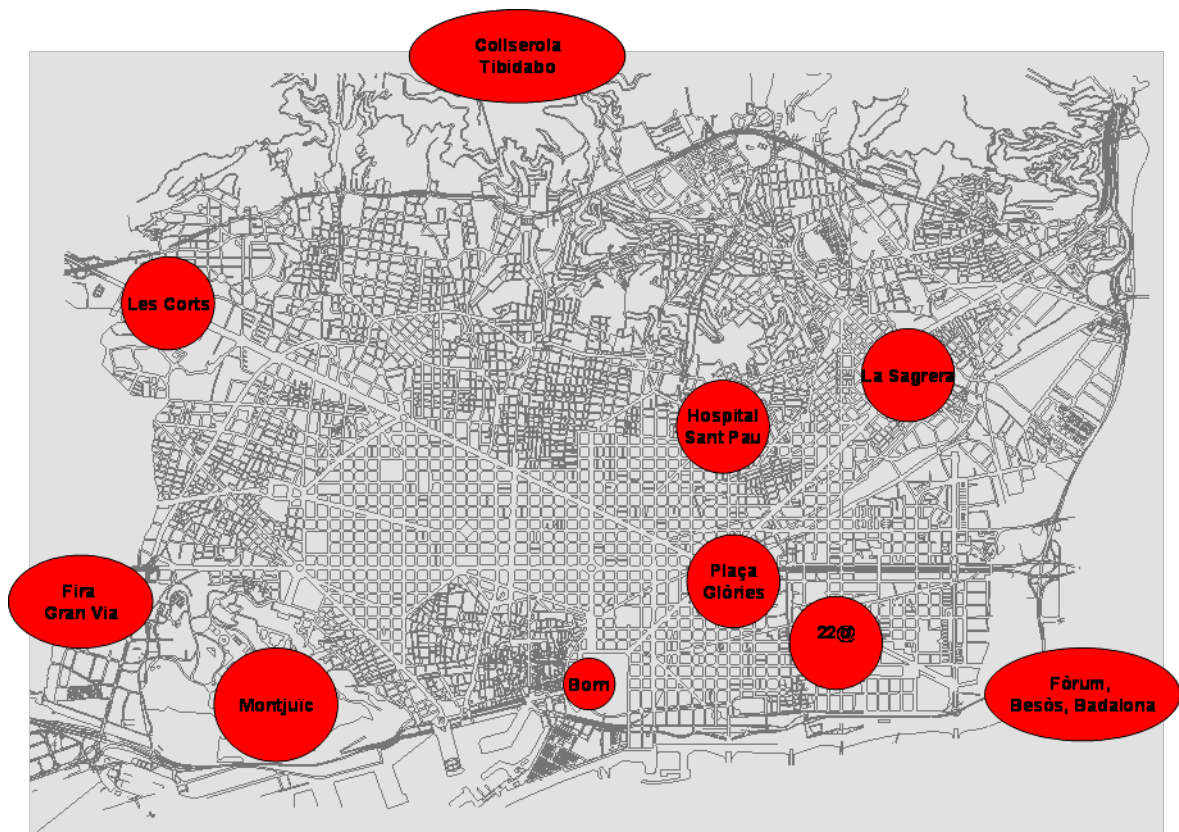 Collserola
Tibidabo
Les Corts
La Sagrera
Hospital
Sant Pau
Plaça
Glòries
Fira
Gran Via
22@
Born
Montjuïc
Fòrum,
Besòs, Badalona